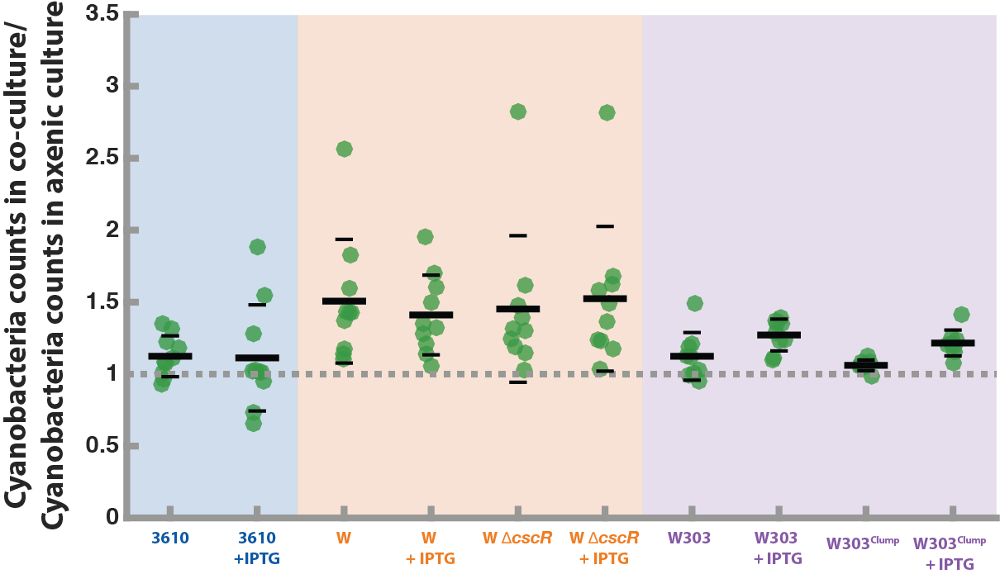 Cyanobacteria counts in co-culture/
Cyanobacteria counts in axenic culture
3.5
3
2.5
2
1.5
1
0.5
0
3610
3610
+IPTG
W
W
+ IPTG
W ΔcscR
W ΔcscR
+ IPTG
W303
W303
+ IPTG
W303Clump
W303Clump
+ IPTG